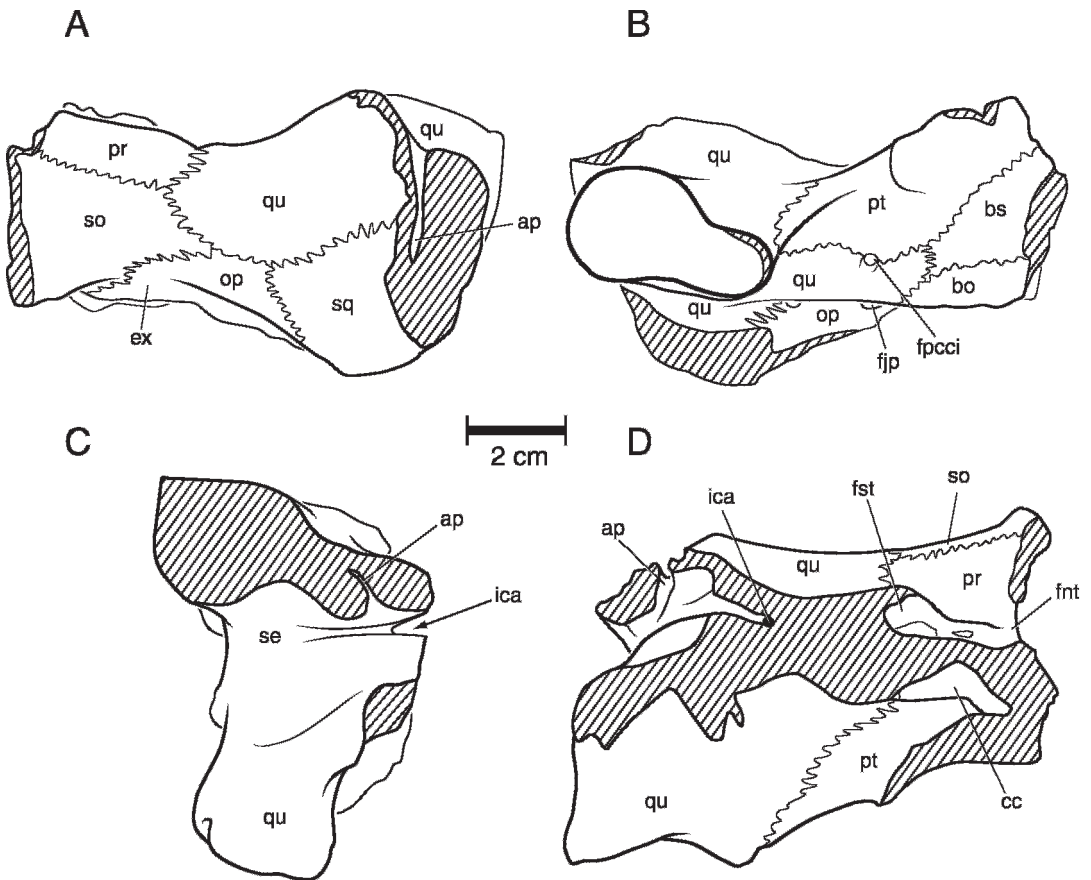 A
pr
qu
qu
so
ap
op
sq
ex
B
qu
pt
bs
qu
bo
qu
op
fjp
fpcci
C
2 cm
D
ap
ica
se
qu
so
fst
ica
ap
qu
pr
fnt
pt
qu
cc